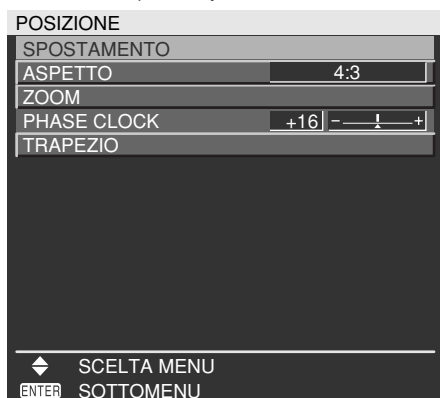 POSIZIONE
SPOSTAMENTO
ASPETTO 4:3
ZOOM
PHASE CLOCK +16 - +
TRAPEZIO
SCELTA MENU
ENTER SOTTOMENU